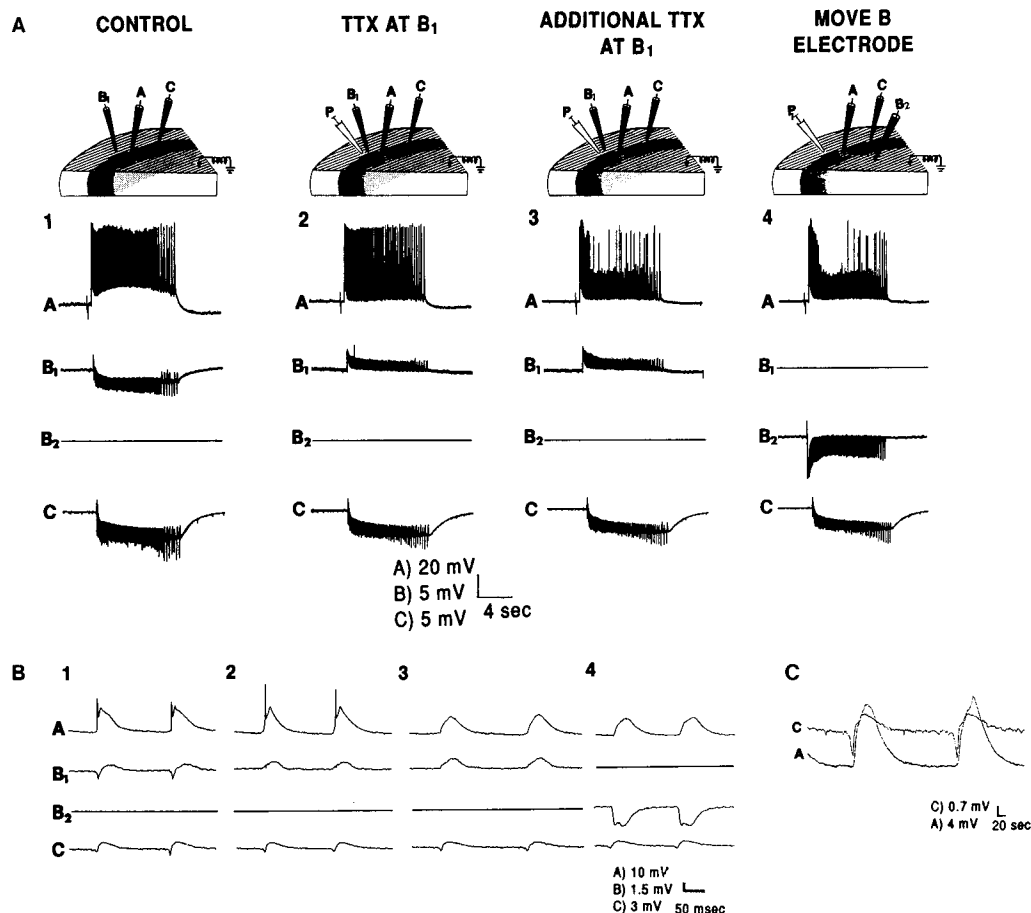 A CONTROL TTX AT B₁ ADDITIONAL TTX AT B₁ MOVE B ELECTRODE
B₁ A C
P B₁ A C
P B₁ A C
P A C B₂
1 2 3 4
A A A A
B₁ B₁ B₁ B₁
B₂ B₂ B₂ B₂
C C C C
A) 20 mV
B) 5 mV
C) 5 mV
4 sec
B 1 2 3 4
A
B₁
B₂
C
A) 10 mV
B) 1.5 mV
C) 3 mV 50 msec
C
C
A
C) 0.7 mV
A) 4 mV 20 sec